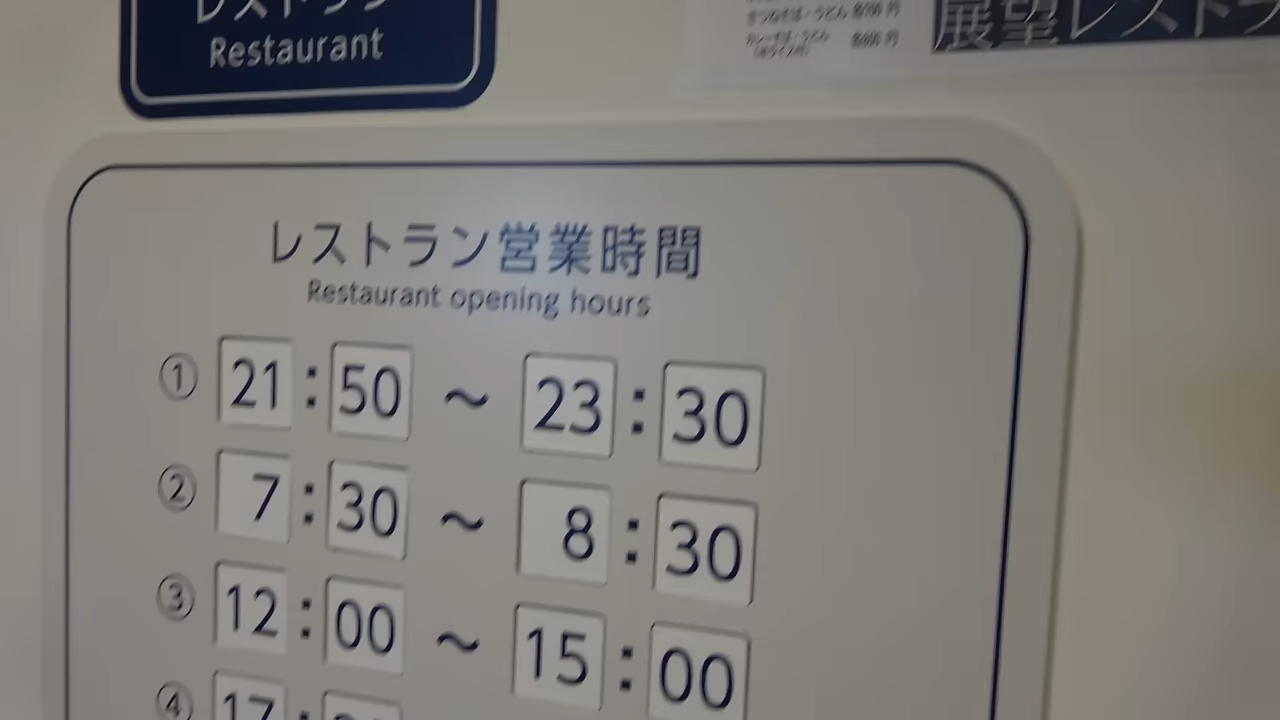 レストラン
Restaurant
展望レストラ
レストラン営業時間
Restaurant opening hours
① 21:50 ~ 23:30
② 7:30 ~ 8:30
③ 12:00 ~ 15:00
④ 17: